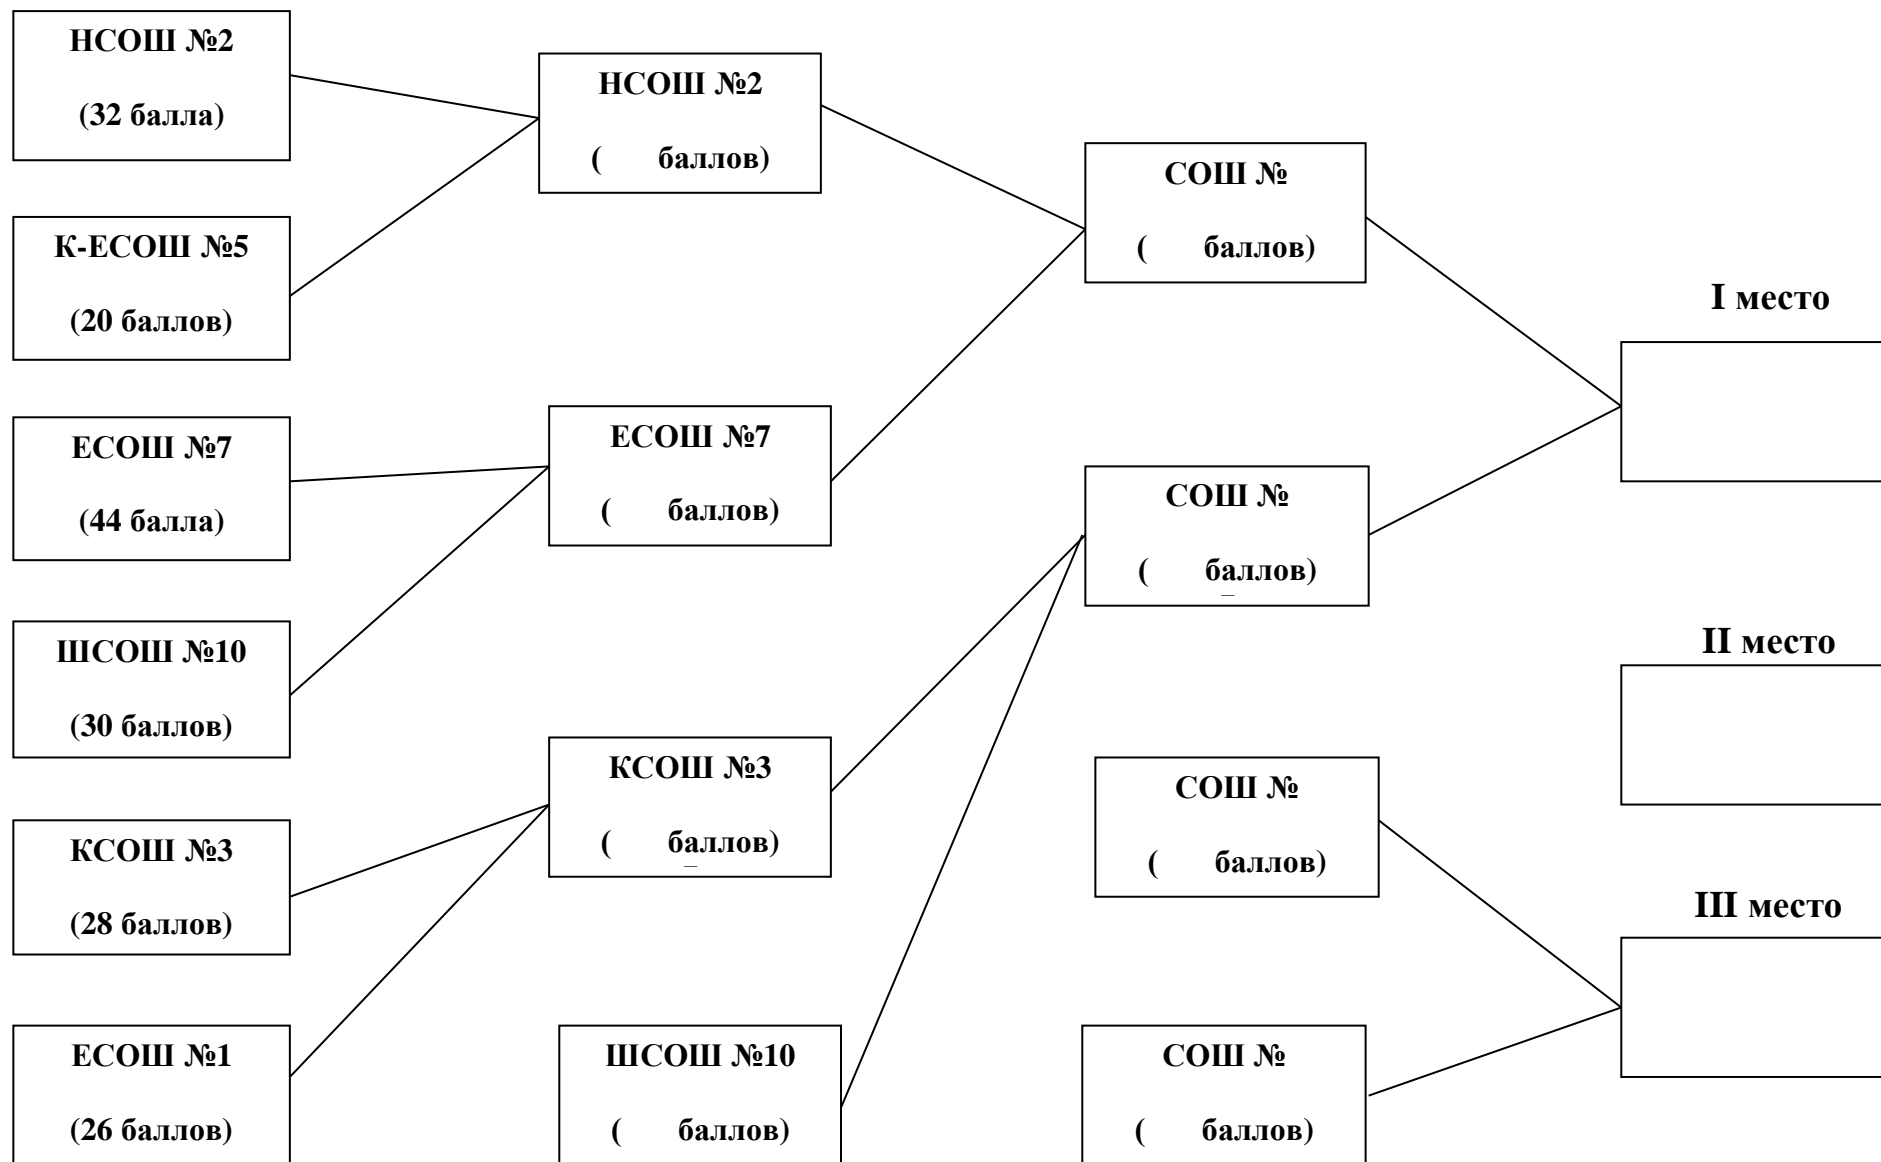 НСОШ №2
(32 балла)
К-ЕСОШ №5
(20 баллов)
ЕСОШ №7
(44 балла)
ШСОШ №10
(30 баллов)
КСОШ №3
(28 баллов)
ЕСОШ №1
(26 баллов)
НСОШ №2
( баллов)
ЕСОШ №7
( баллов)
КСОШ №3
( баллов)
ШСОШ №10
( баллов)
СОШ №
( баллов)
СОШ №
( баллов)
СОШ №
( баллов)
СОШ №
( баллов)
I место
II место
III место